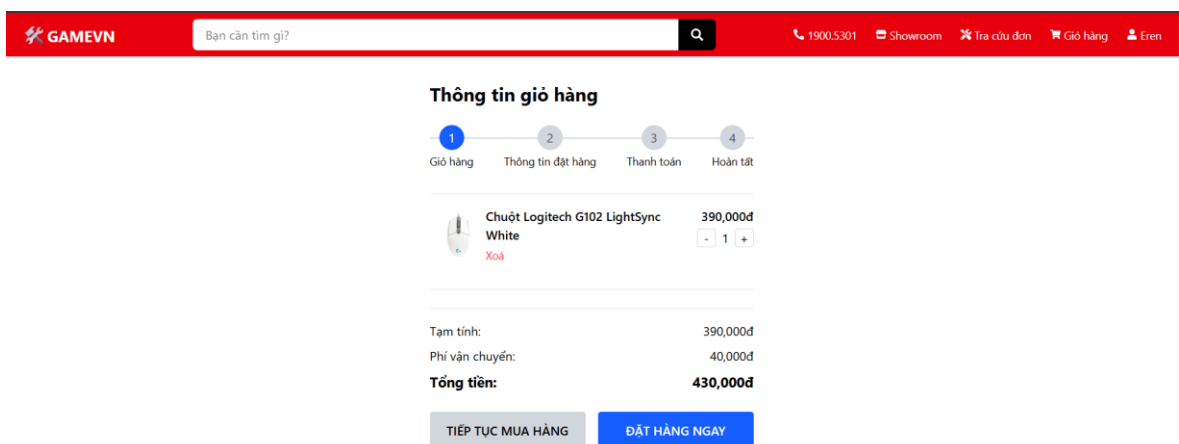 GAMEVN
Bạn cần tìm gì?
1900.5301
Showroom
Tra cứu đơn
Giỏ hàng
Eren
Thông tin giỏ hàng
1
2
3
4
Giỏ hàng
Thông tin đặt hàng
Thanh toán
Hoàn tất
Chuột Logitech G102 LightSync
White
390,000đ
- 1 +
Xoá
Tạm tính: 390,000đ
Phí vận chuyển: 40,000đ
Tổng tiền: 430,000đ
TIẾP TỤC MUA HÀNG
ĐẶT HÀNG NGAY